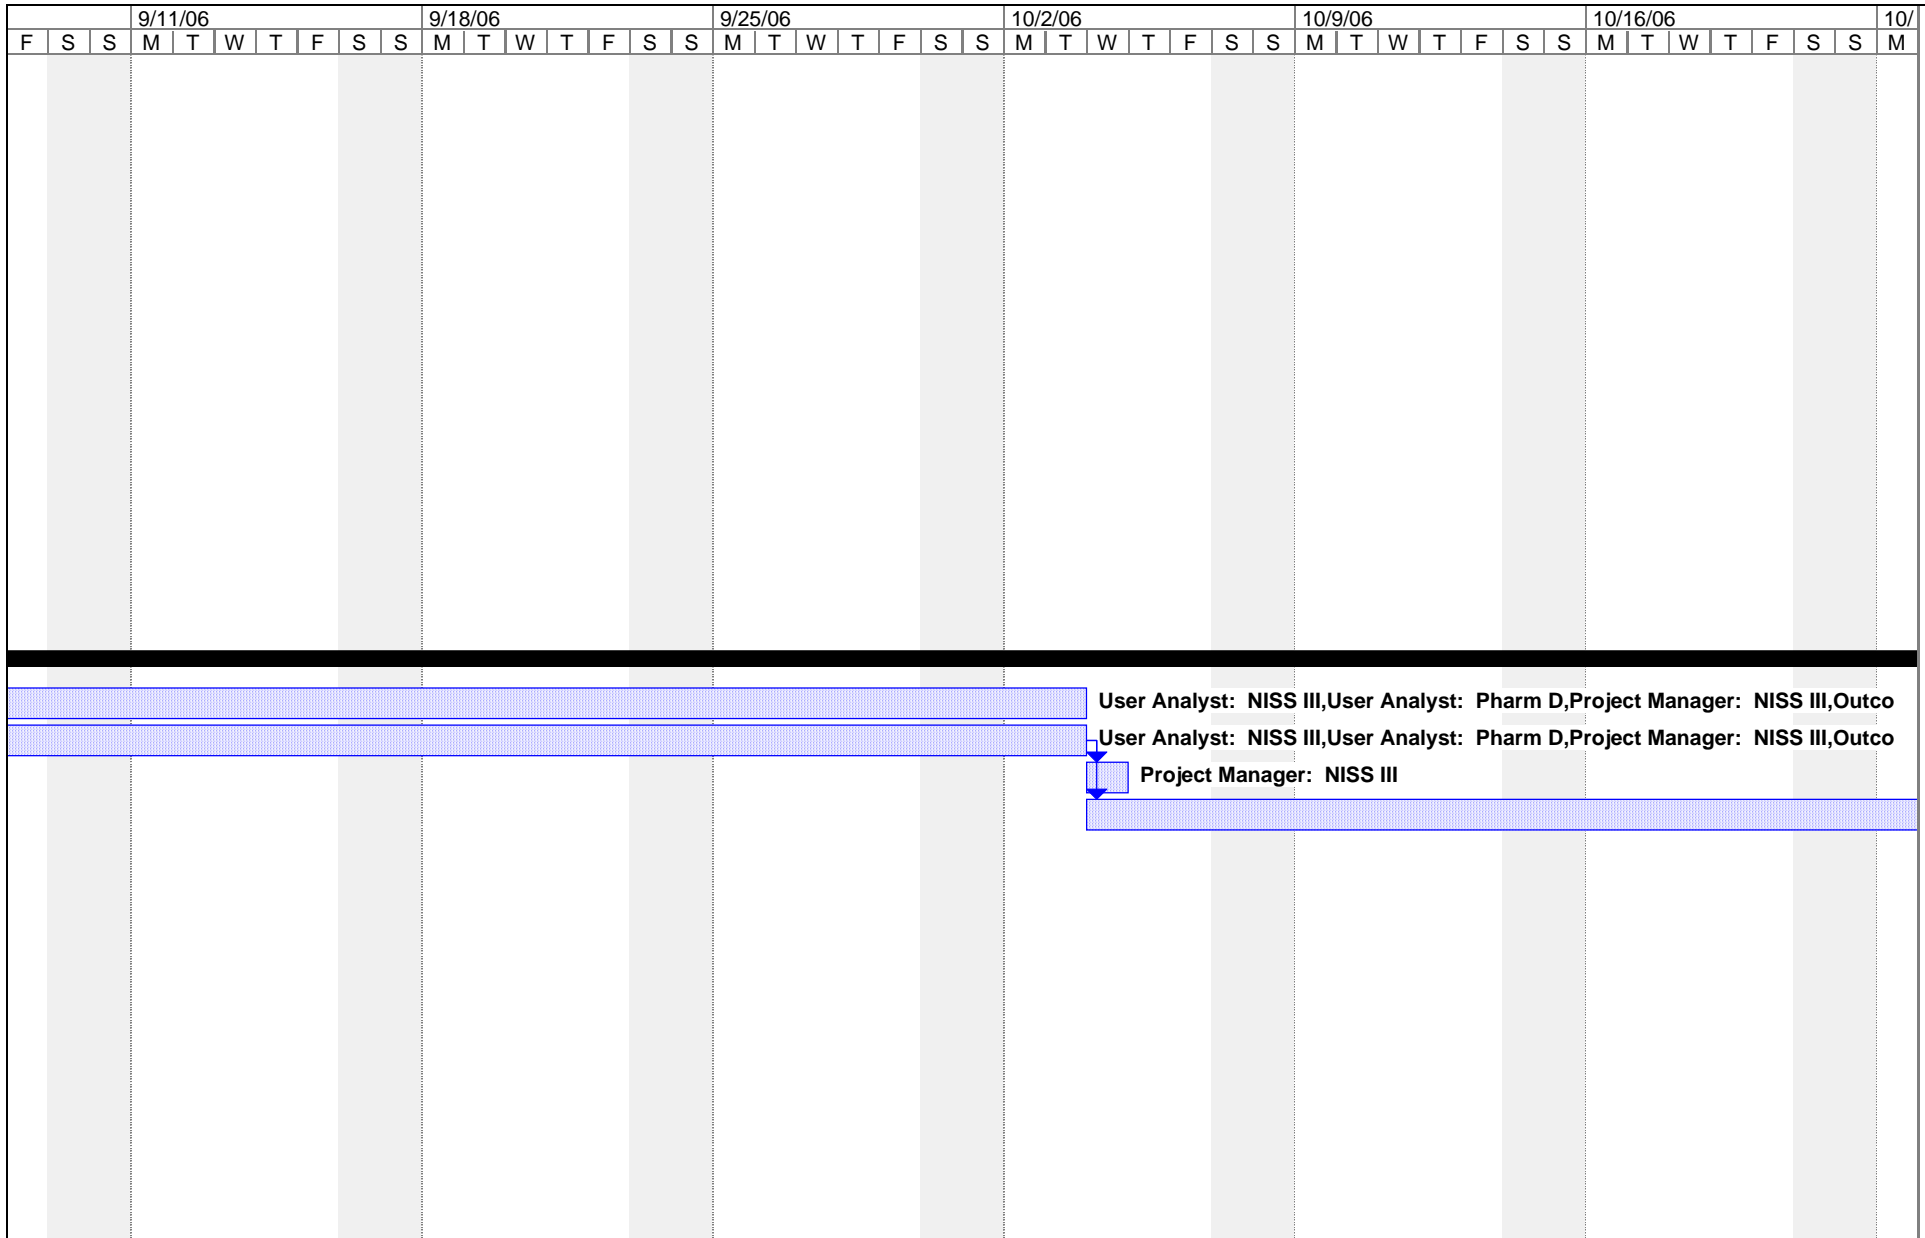 9/11/06 9/18/06 9/25/06 10/2/06 10/9/06 10/16/06 10/
F S S M T W T F S S M T W T F S S M T W T F S S M T W T F S S M T W T F S S M T W T F S S M
User Analyst: NISS III,User Analyst: Pharm D,Project Manager: NISS III,Outco
User Analyst: NISS III,User Analyst: Pharm D,Project Manager: NISS III,Outco
Project Manager: NISS III